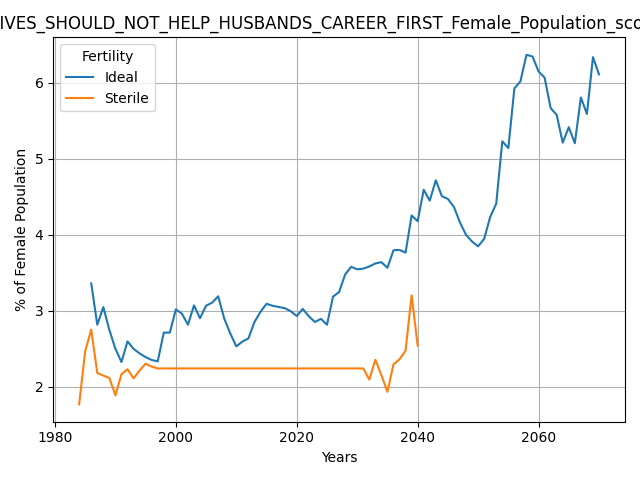 IVES_SHOULD_NOT_HELP_HUSBANDS_CAREER_FIRST_Female_Population_sco
Fertility
Ideal
Sterile
% of Female Population
6
5
4
3
2
1980 2000 2020 2040 2060
Years